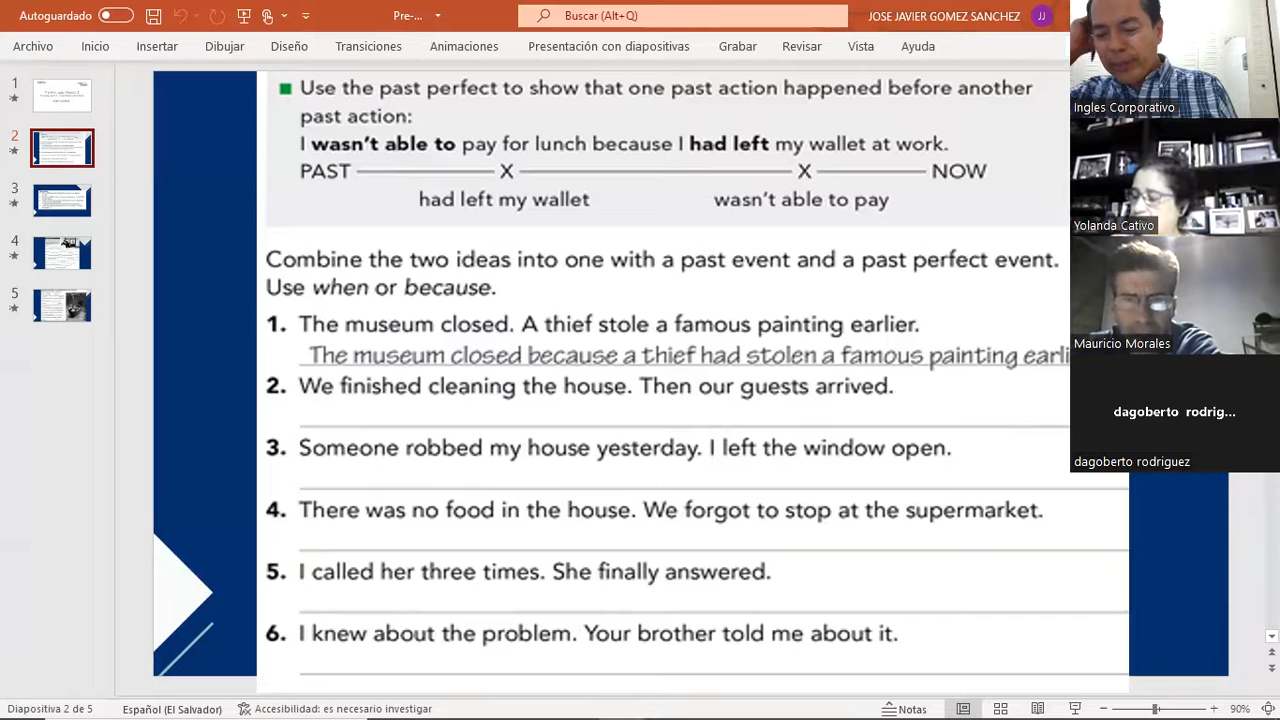 Autoguardado
Pre-...
Buscar (Alt+Q)
JOSE JAVIER GOMEZ SANCHEZ
JJ
Archivo Inicio Insertar Dibujar Diseño Transiciones Animaciones Presentación con diapositivas Grabar Revisar Vista Ayuda
1
2
3
4
5
Use the past perfect to show that one past action happened before another
past action:
I wasn't able to pay for lunch because I had left my wallet at work.
PAST X X NOW
had left my wallet wasn't able to pay
Combine the two ideas into one with a past event and a past perfect event.
Use when or because.
1. The museum closed. A thief stole a famous painting earlier.
The museum closed because a thief had stolen a famous painting earli
2. We finished cleaning the house. Then our guests arrived.
3. Someone robbed my house yesterday. I left the window open.
4. There was no food in the house. We forgot to stop at the supermarket.
5. I called her three times. She finally answered.
6. I knew about the problem. Your brother told me about it.
Ingles Corporativo
Yolanda Cativo
Mauricio Morales
dagoberto rodrig...
dagoberto rodriguez
Diapositiva 2 de 5 Español (El Salvador) Accesibilidad: es necesario investigar Notas 90%